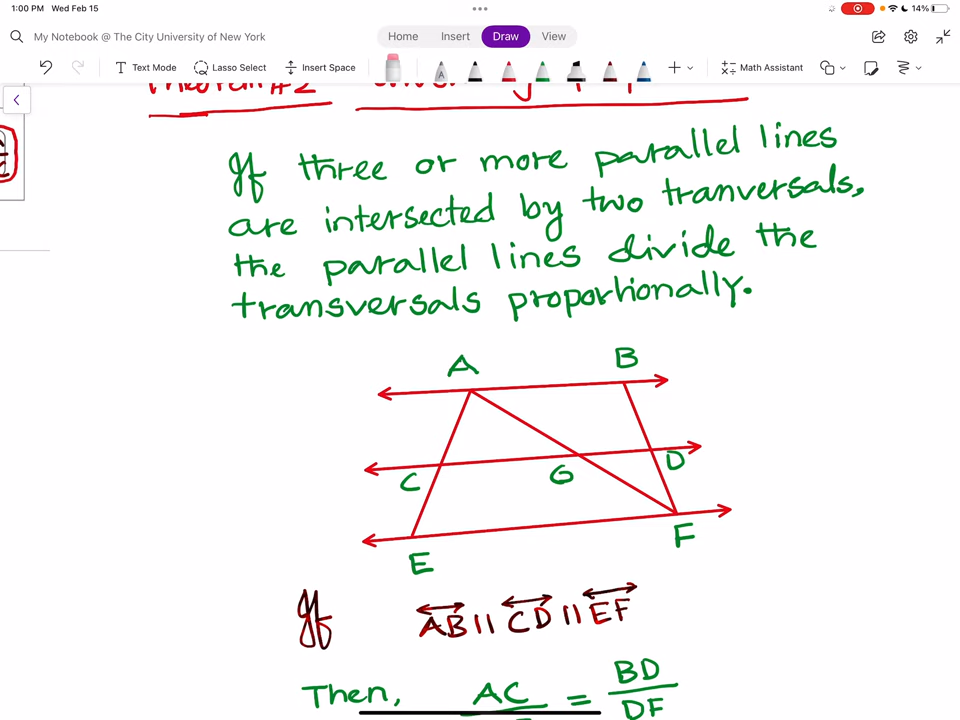 1:00 PM Wed Feb 15
14%
My Notebook @ The City University of New York
Home Insert Draw View
Text Mode Lasso Select Insert Space A Math Assistant
Theorem #2
If three or more parallel lines
are intersected by two tranversals,
the parallel lines divide the
transversals proportionally.
A B
C G D
E F
If AB || CD || EF
Then, AC = BD
DF